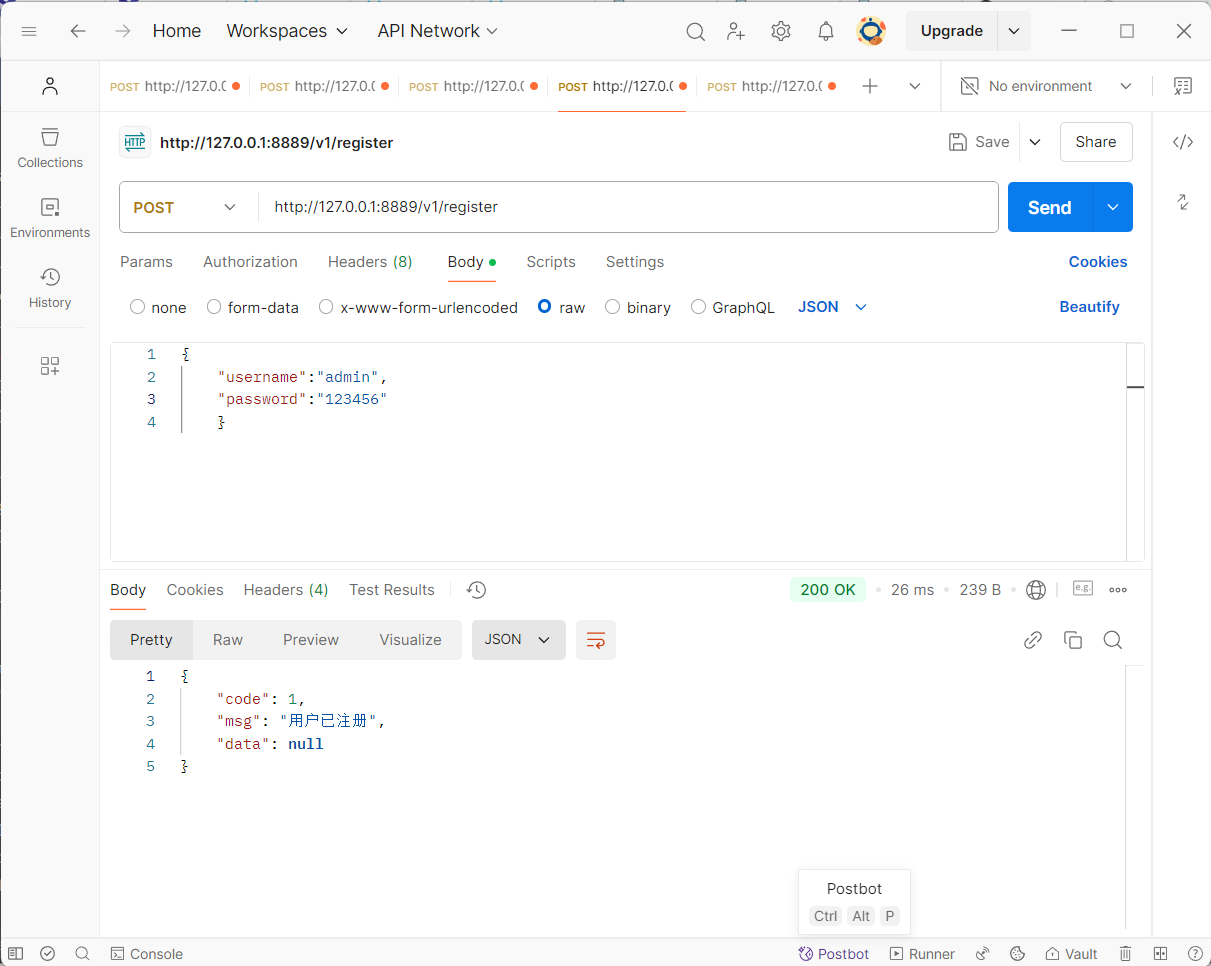 Home Workspaces API Network Upgrade
POST http://127.0.0 POST http://127.0.0 POST http://127.0.0 POST http://127.0.0 POST http://127.0.0 No environment
HTTP http://127.0.0.1:8889/v1/register Save Share
Collections
POST http://127.0.0.1:8889/v1/register Send
Environments
Params Authorization Headers (8) Body Scripts Settings Cookies
History
none form-data x-www-form-urlencoded raw binary GraphQL JSON Beautify
1 {
2 "username":"admin",
3 "password":"123456"
4 }
Body Cookies Headers (4) Test Results 200 OK 26 ms 239 B e.g.
Pretty Raw Preview Visualize JSON
1 {
2 "code": 1,
3 "msg": "用户已注册",
4 "data": null
5 }
Postbot
Ctrl Alt P
Console Postbot Runner Vault